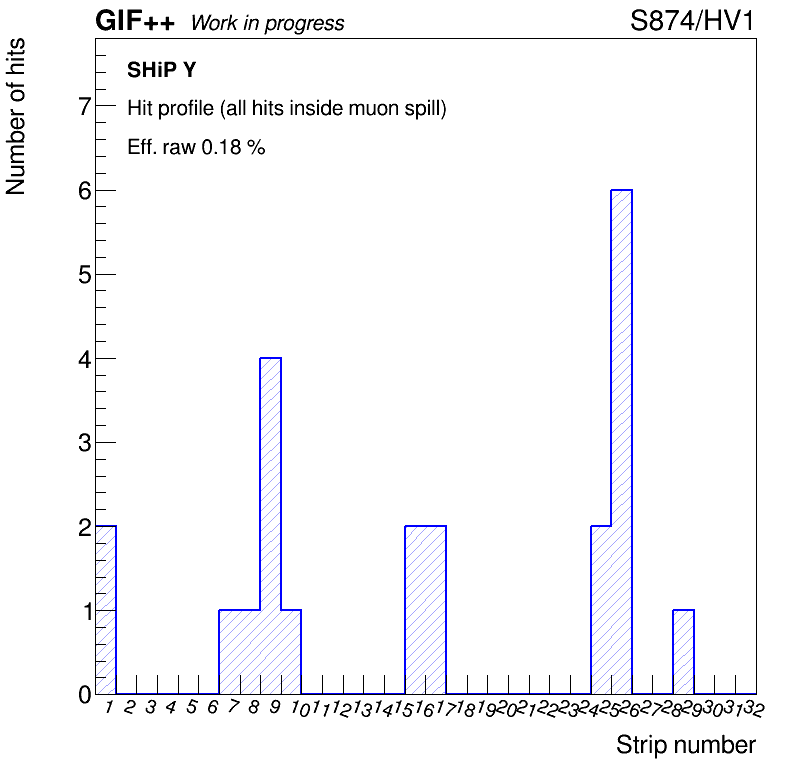 GIF++ Work in progress S874/HV1
Number of hits
SHiP Y
Hit profile (all hits inside muon spill)
Eff. raw 0.18 %
7
6
5
4
3
2
1
0
1 2 3 4 5 6 7 8 9 10 11 12 13 14 15 16 17 18 19 20 21 22 23 24 25 26 27 28 29 30 31 32
Strip number